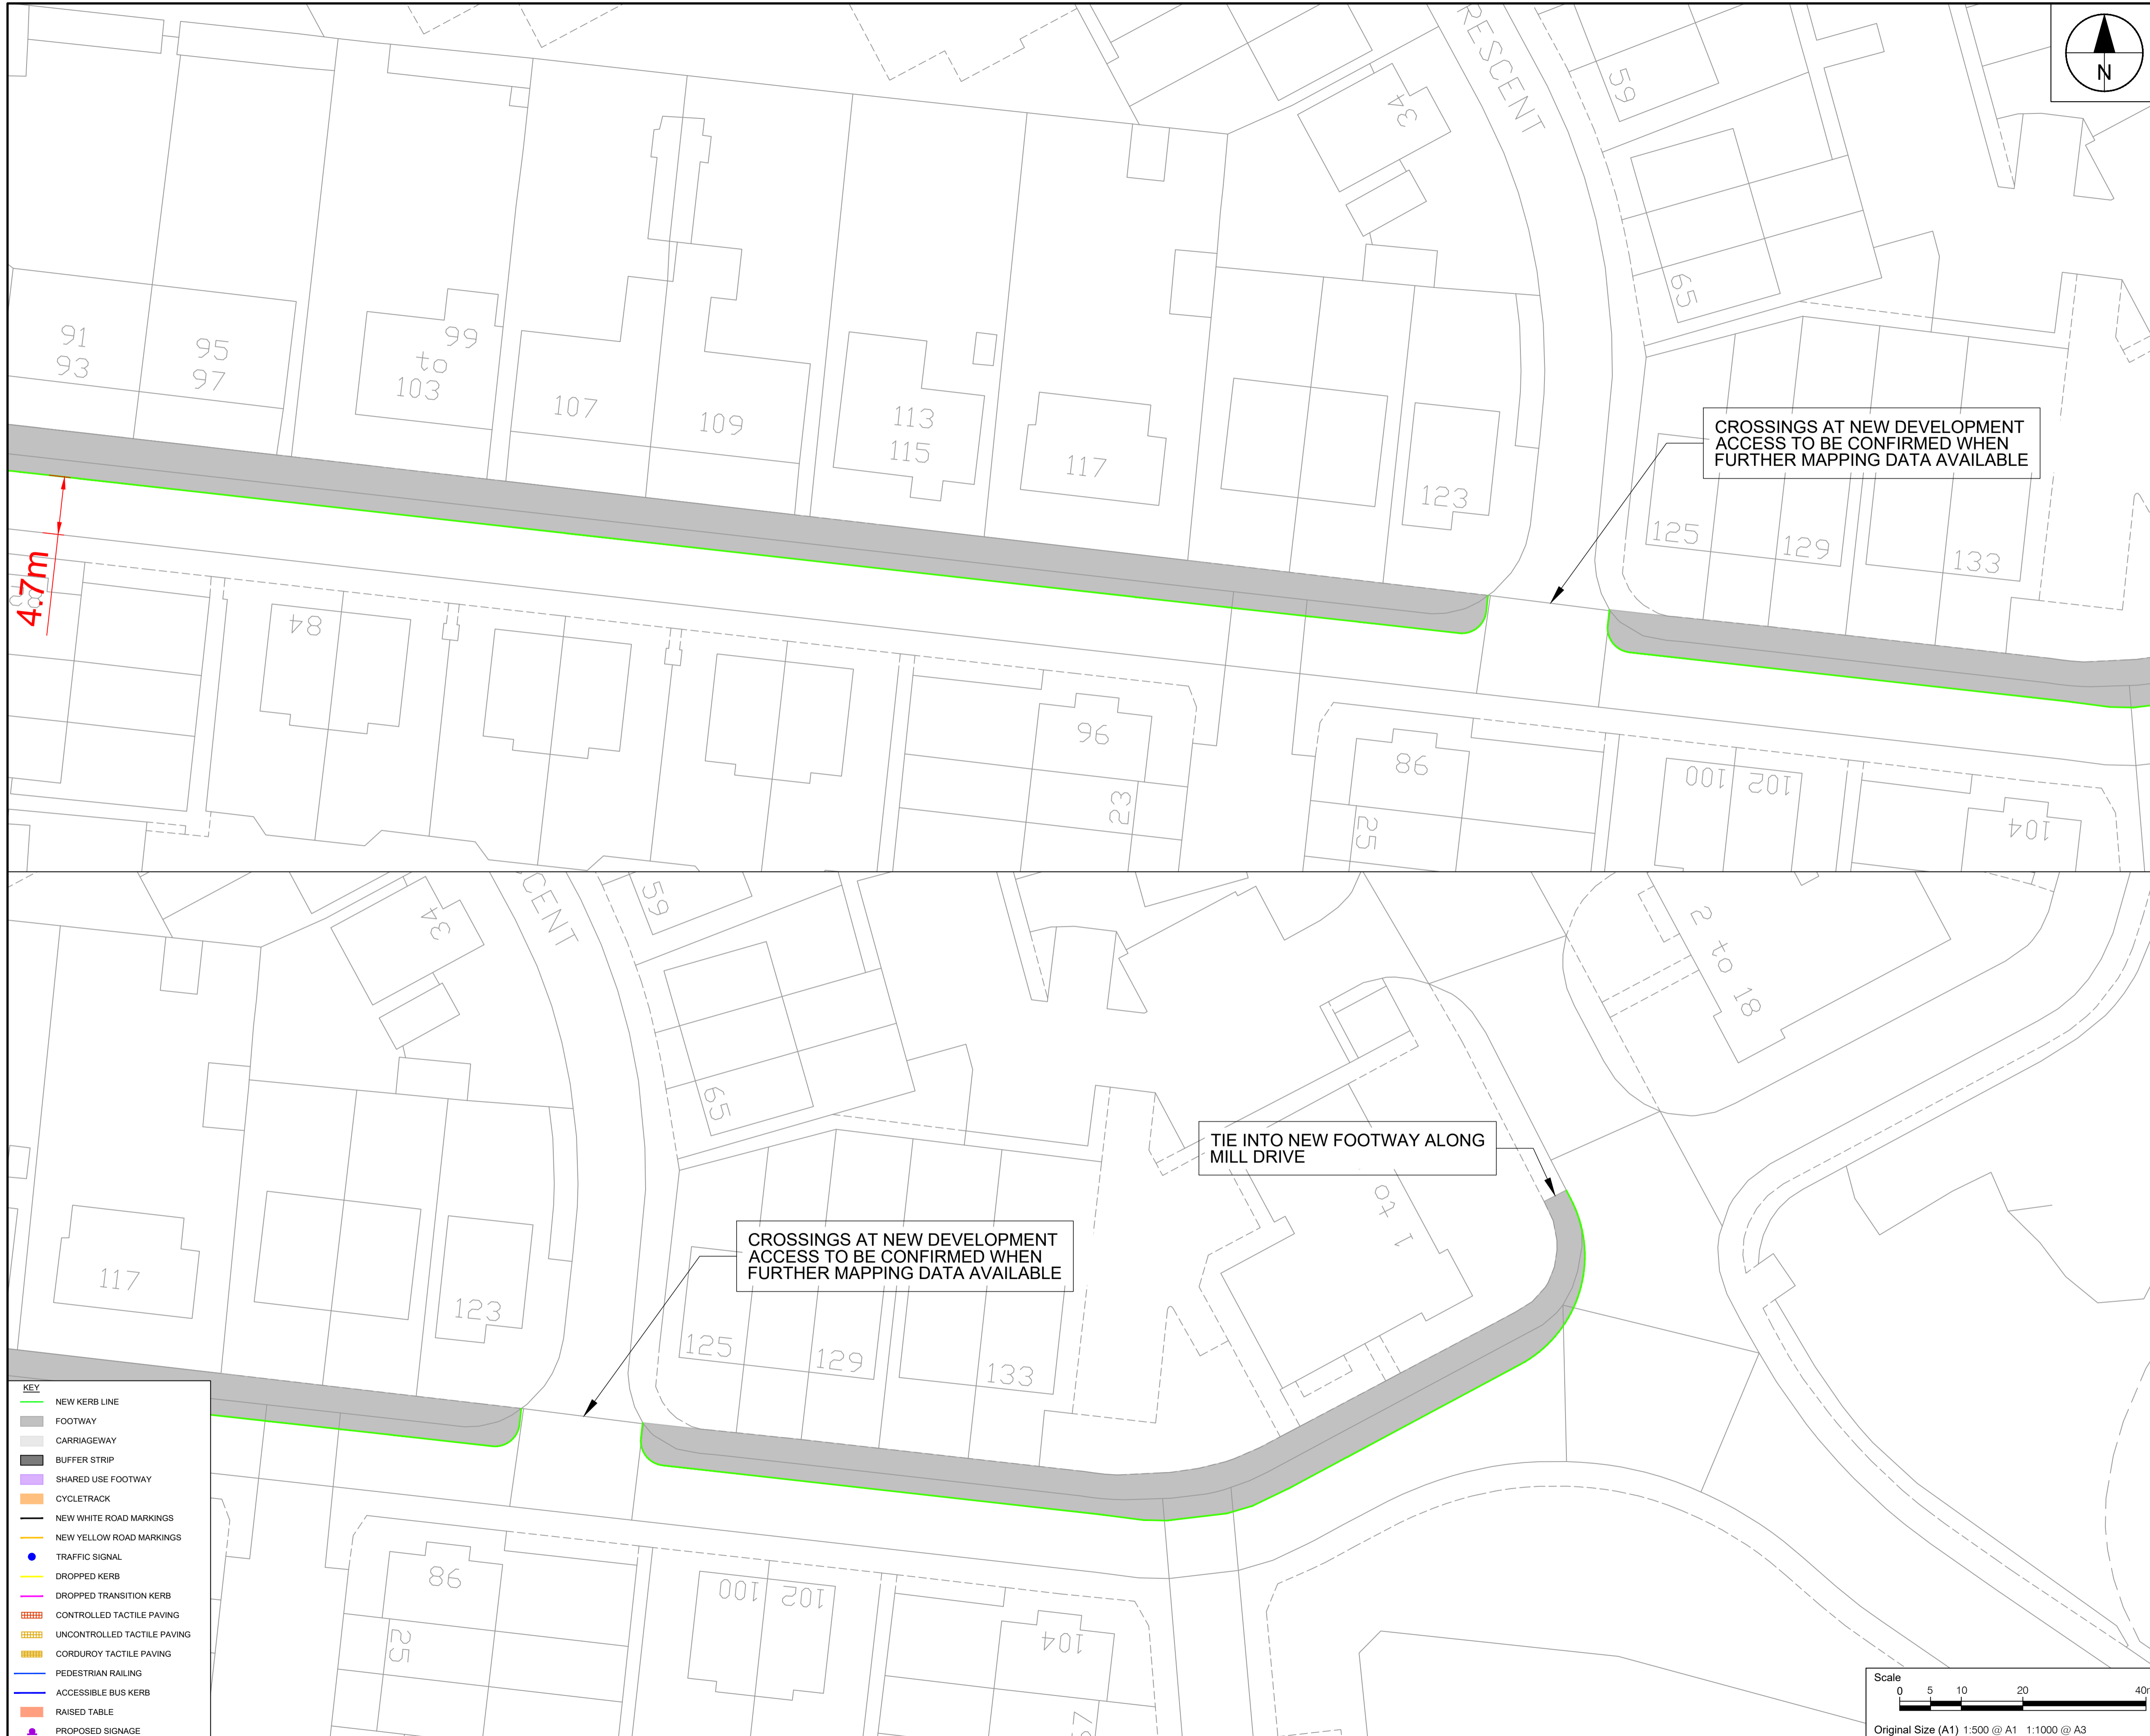 RESCENT
N
34
59
65
91
93
95
97
99
to
103
107
109
113
115
117
123
CROSSINGS AT NEW DEVELOPMENT
ACCESS TO BE CONFIRMED WHEN
FURTHER MAPPING DATA AVAILABLE
125
129
133
4.7m
84
96
23
98
25
100
102
104
CENT
34
59
65
2 to 18
TIE INTO NEW FOOTWAY ALONG
MILL DRIVE
1 to
CROSSINGS AT NEW DEVELOPMENT
ACCESS TO BE CONFIRMED WHEN
FURTHER MAPPING DATA AVAILABLE
117
123
125
129
133
98
25
100
102
104
KEY
NEW KERB LINE
FOOTWAY
CARRIAGEWAY
BUFFER STRIP
SHARED USE FOOTWAY
CYCLETRACK
NEW WHITE ROAD MARKINGS
NEW YELLOW ROAD MARKINGS
TRAFFIC SIGNAL
DROPPED KERB
DROPPED TRANSITION KERB
CONTROLLED TACTILE PAVING
UNCONTROLLED TACTILE PAVING
CORDUROY TACTILE PAVING
PEDESTRIAN RAILING
ACCESSIBLE BUS KERB
RAISED TABLE
PROPOSED SIGNAGE
Scale
0 5 10 20 40m
Original Size (A1) 1:500 @ A1 1:1000 @ A3